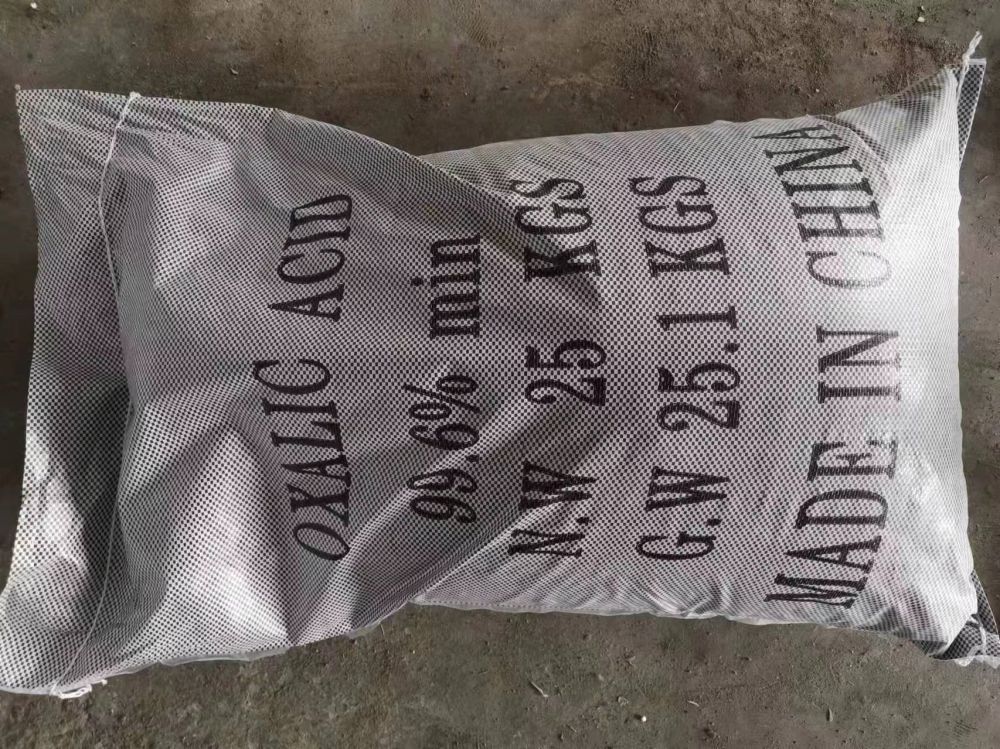 OXALIC ACID
99.6% min
N.W 25 KGS
G.W 25.1 KGS
MADE IN CHINA